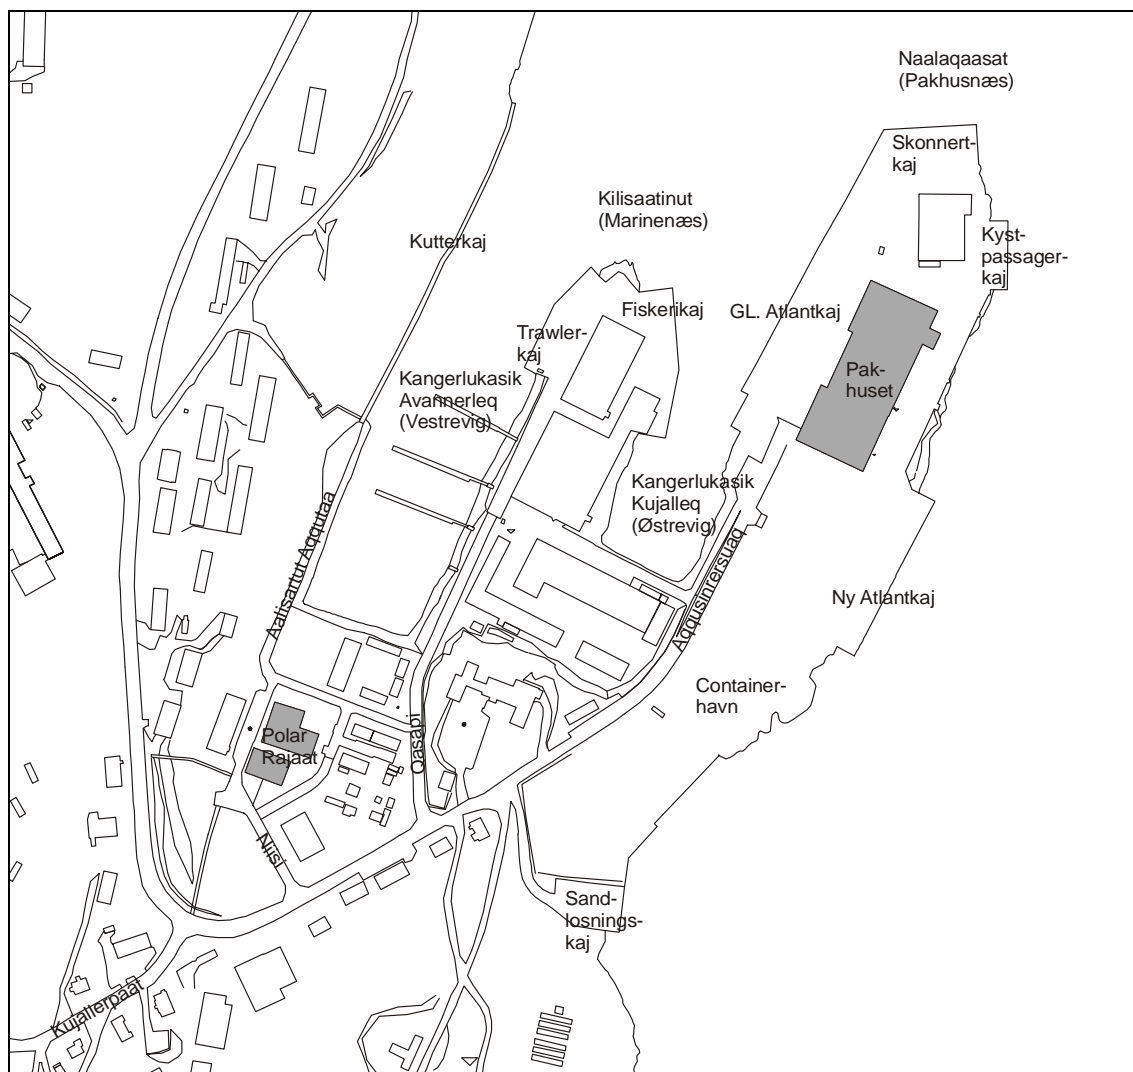 Naalaqaasat
(Pakhusnæs)
Skonnert-
kaj
Kilisaatinut
(Marinenæs)
Kyst-
passager-
kaj
Kutterkaj
Fiskerikaj
GL. Atlantkaj
Trawler-
kaj
Pak-
huset
Kangerlukasik
Avannerleq
(Vestrevig)
Kangerlukasik
Kujalleq
(Østrevig)
Aalisartut Aqqutaa
Aqqusinersuaq
Ny Atlantkaj
Container-
havn
Polar
Rajaat
Qasapi
Niisi
Sand-
losnings-
kaj
Kujallerpaat